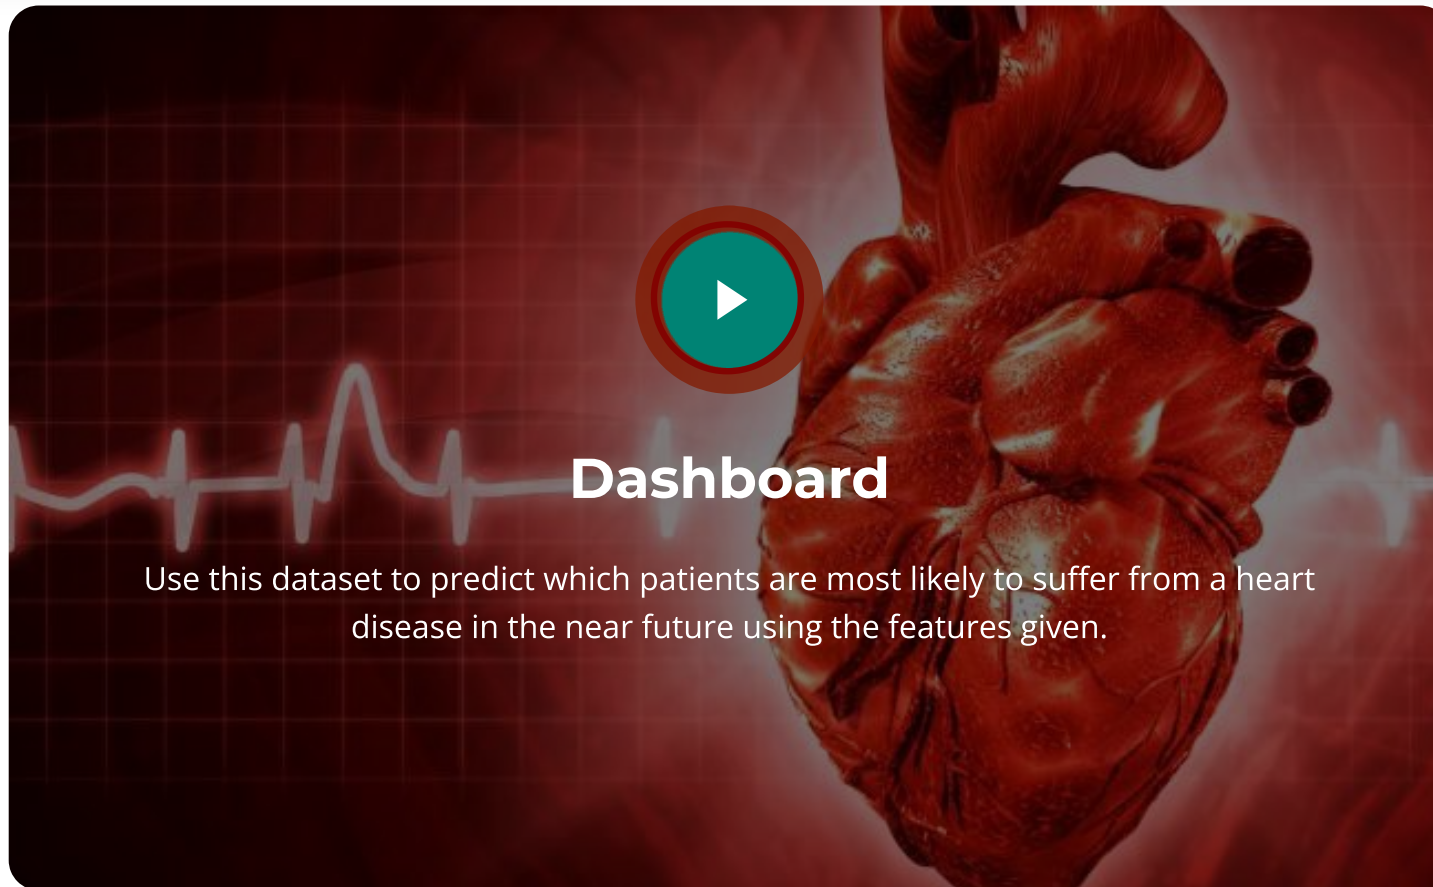 Dashboard
Use this dataset to predict which patients are most likely to suffer from a heart
disease in the near future using the features given.